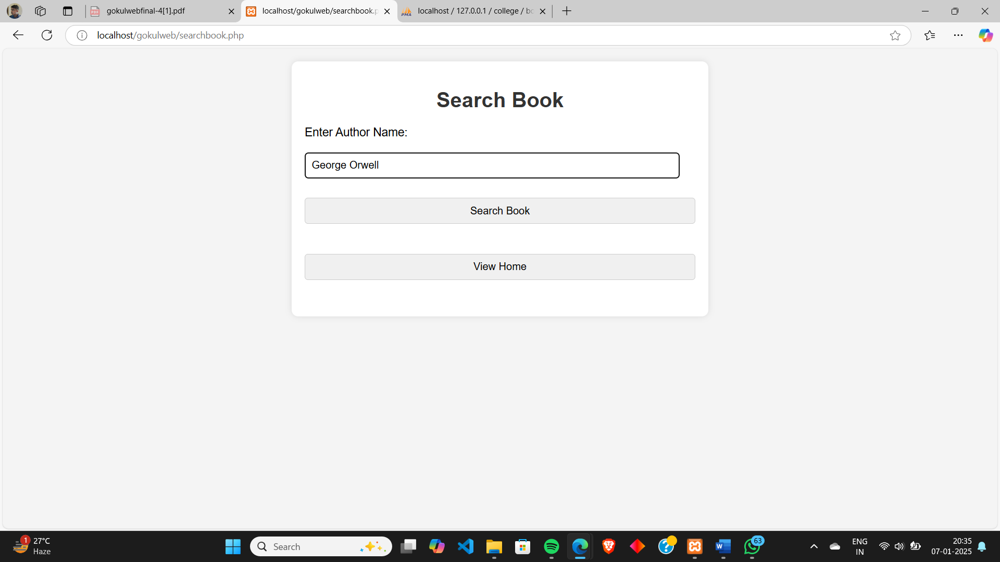 gokulwebfinal-4[1].pdf
localhost/gokulweb/searchbook.p
PMA
localhost / 127.0.0.1 / college / bo
localhost/gokulweb/searchbook.php
Search Book
Enter Author Name:
George Orwell
Search Book
View Home
1
27°C
Haze
Search
63
ENG
IN
20:35
07-01-2025